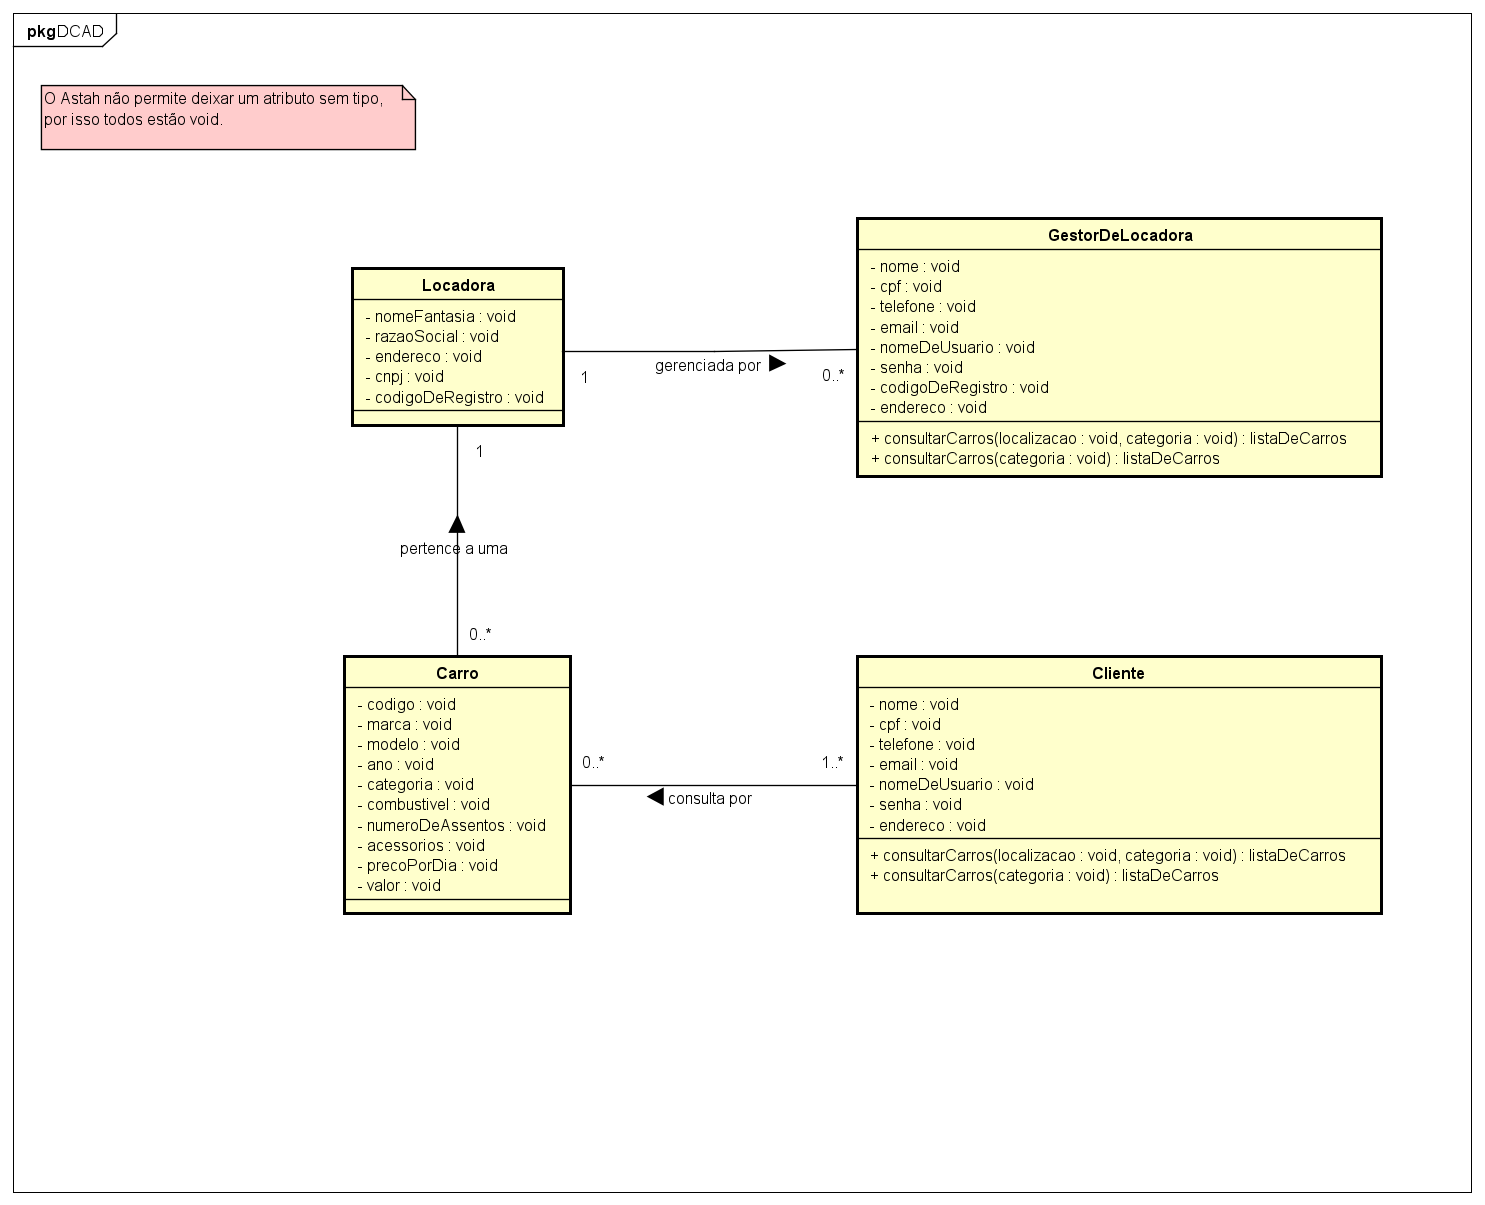 pkg DCAD
O Astah não permite deixar um atributo sem tipo,
por isso todos estão void.
GestorDeLocadora
- nome : void
- cpf : void
- telefone : void
- email : void
- nomeDeUsuario : void
- senha : void
- codigoDeRegistro : void
- endereco : void
+ consultarCarros(localizacao : void, categoria : void) : listaDeCarros
+ consultarCarros(categoria : void) : listaDeCarros
Locadora
- nomeFantasia : void
- razaoSocial : void
- endereco : void
- cnpj : void
- codigoDeRegistro : void
gerenciada por
1
0..*
1
pertence a uma
0..*
Carro
- codigo : void
- marca : void
- modelo : void
- ano : void
- categoria : void
- combustivel : void
- numeroDeAssentos : void
- acessorios : void
- precoPorDia : void
- valor : void
0..*
1..*
consulta por
Cliente
- nome : void
- cpf : void
- telefone : void
- email : void
- nomeDeUsuario : void
- senha : void
- endereco : void
+ consultarCarros(localizacao : void, categoria : void) : listaDeCarros
+ consultarCarros(categoria : void) : listaDeCarros